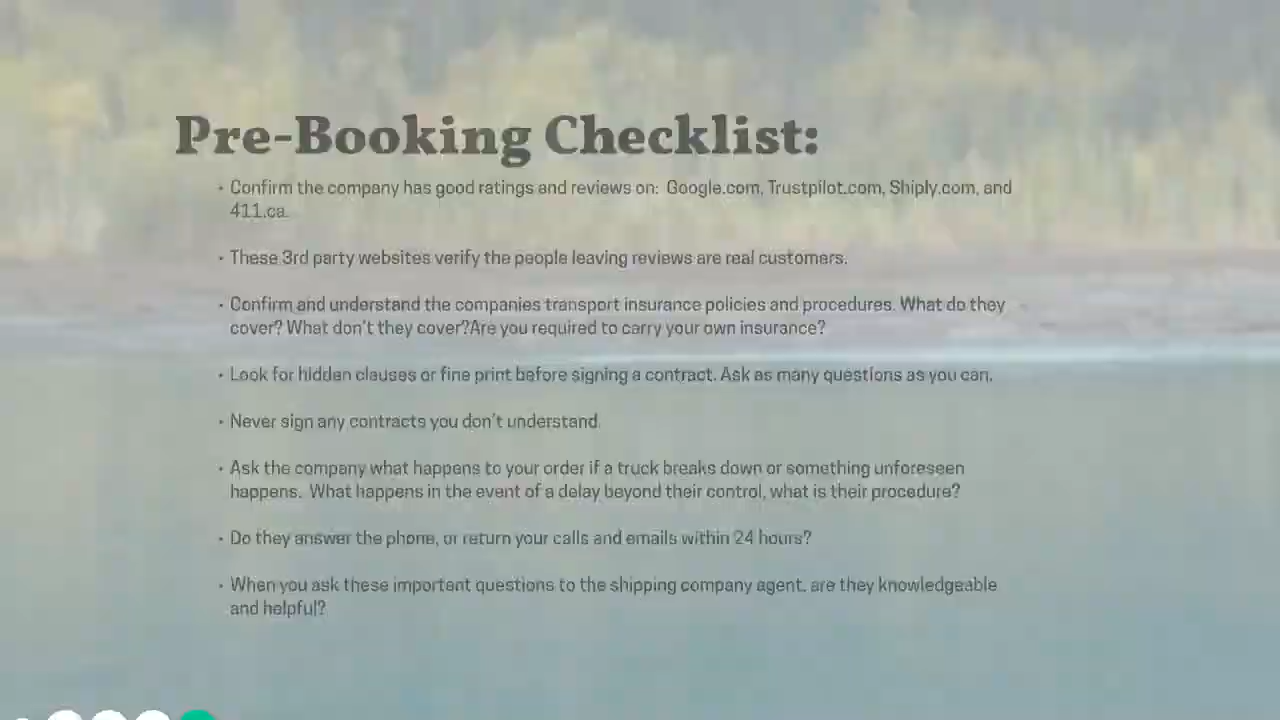 Pre-Booking Checklist:
• Confirm the company has good ratings and reviews on:  Google.com, Trustpilot.com, Shiply.com, and
411.ca.
• These 3rd party websites verify the people leaving reviews are real customers.
• Confirm and understand the companies transport insurance policies and procedures. What do they
cover? What don't they cover?Are you required to carry your own insurance?
• Look for hidden clauses or fine print before signing a contract. Ask as many questions as you can.
• Never sign any contracts you don't understand.
• Ask the company what happens to your order if a truck breaks down or something unforeseen
happens.  What happens in the event of a delay beyond their control, what is their procedure?
• Do they answer the phone, or return your calls and emails within 24 hours?
• When you ask these important questions to the shipping company agent, are they knowledgeable
and helpful?